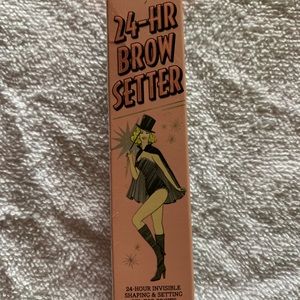 24-HR
BROW
SETTER
24-HOUR INVISIBLE
SHAPING & SETTING